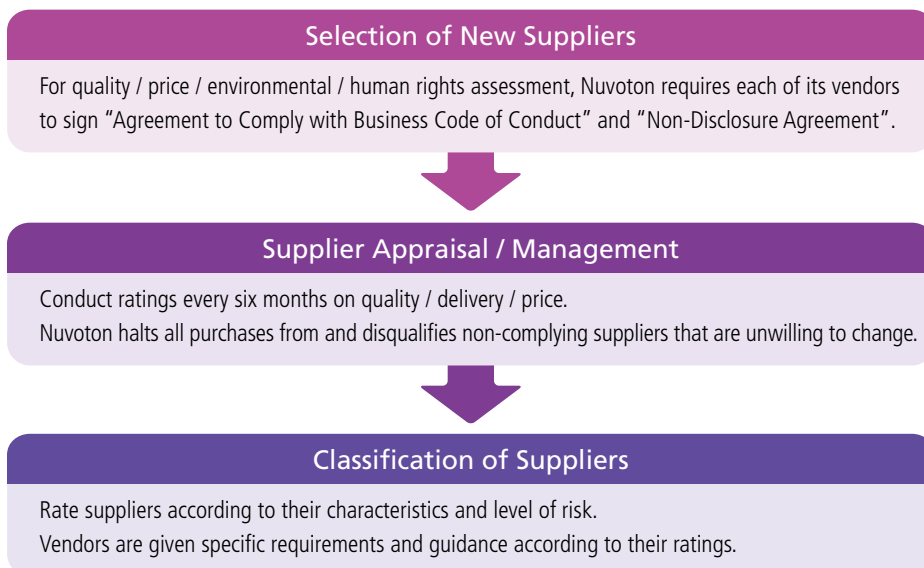 Selection of New Suppliers
For quality / price / environmental / human rights assessment, Nuvoton requires each of its vendors
to sign “Agreement to Comply with Business Code of Conduct” and “Non-Disclosure Agreement”.
Supplier Appraisal / Management
Conduct ratings every six months on quality / delivery / price.
Nuvoton halts all purchases from and disqualifies non-complying suppliers that are unwilling to change.
Classification of Suppliers
Rate suppliers according to their characteristics and level of risk.
Vendors are given specific requirements and guidance according to their ratings.